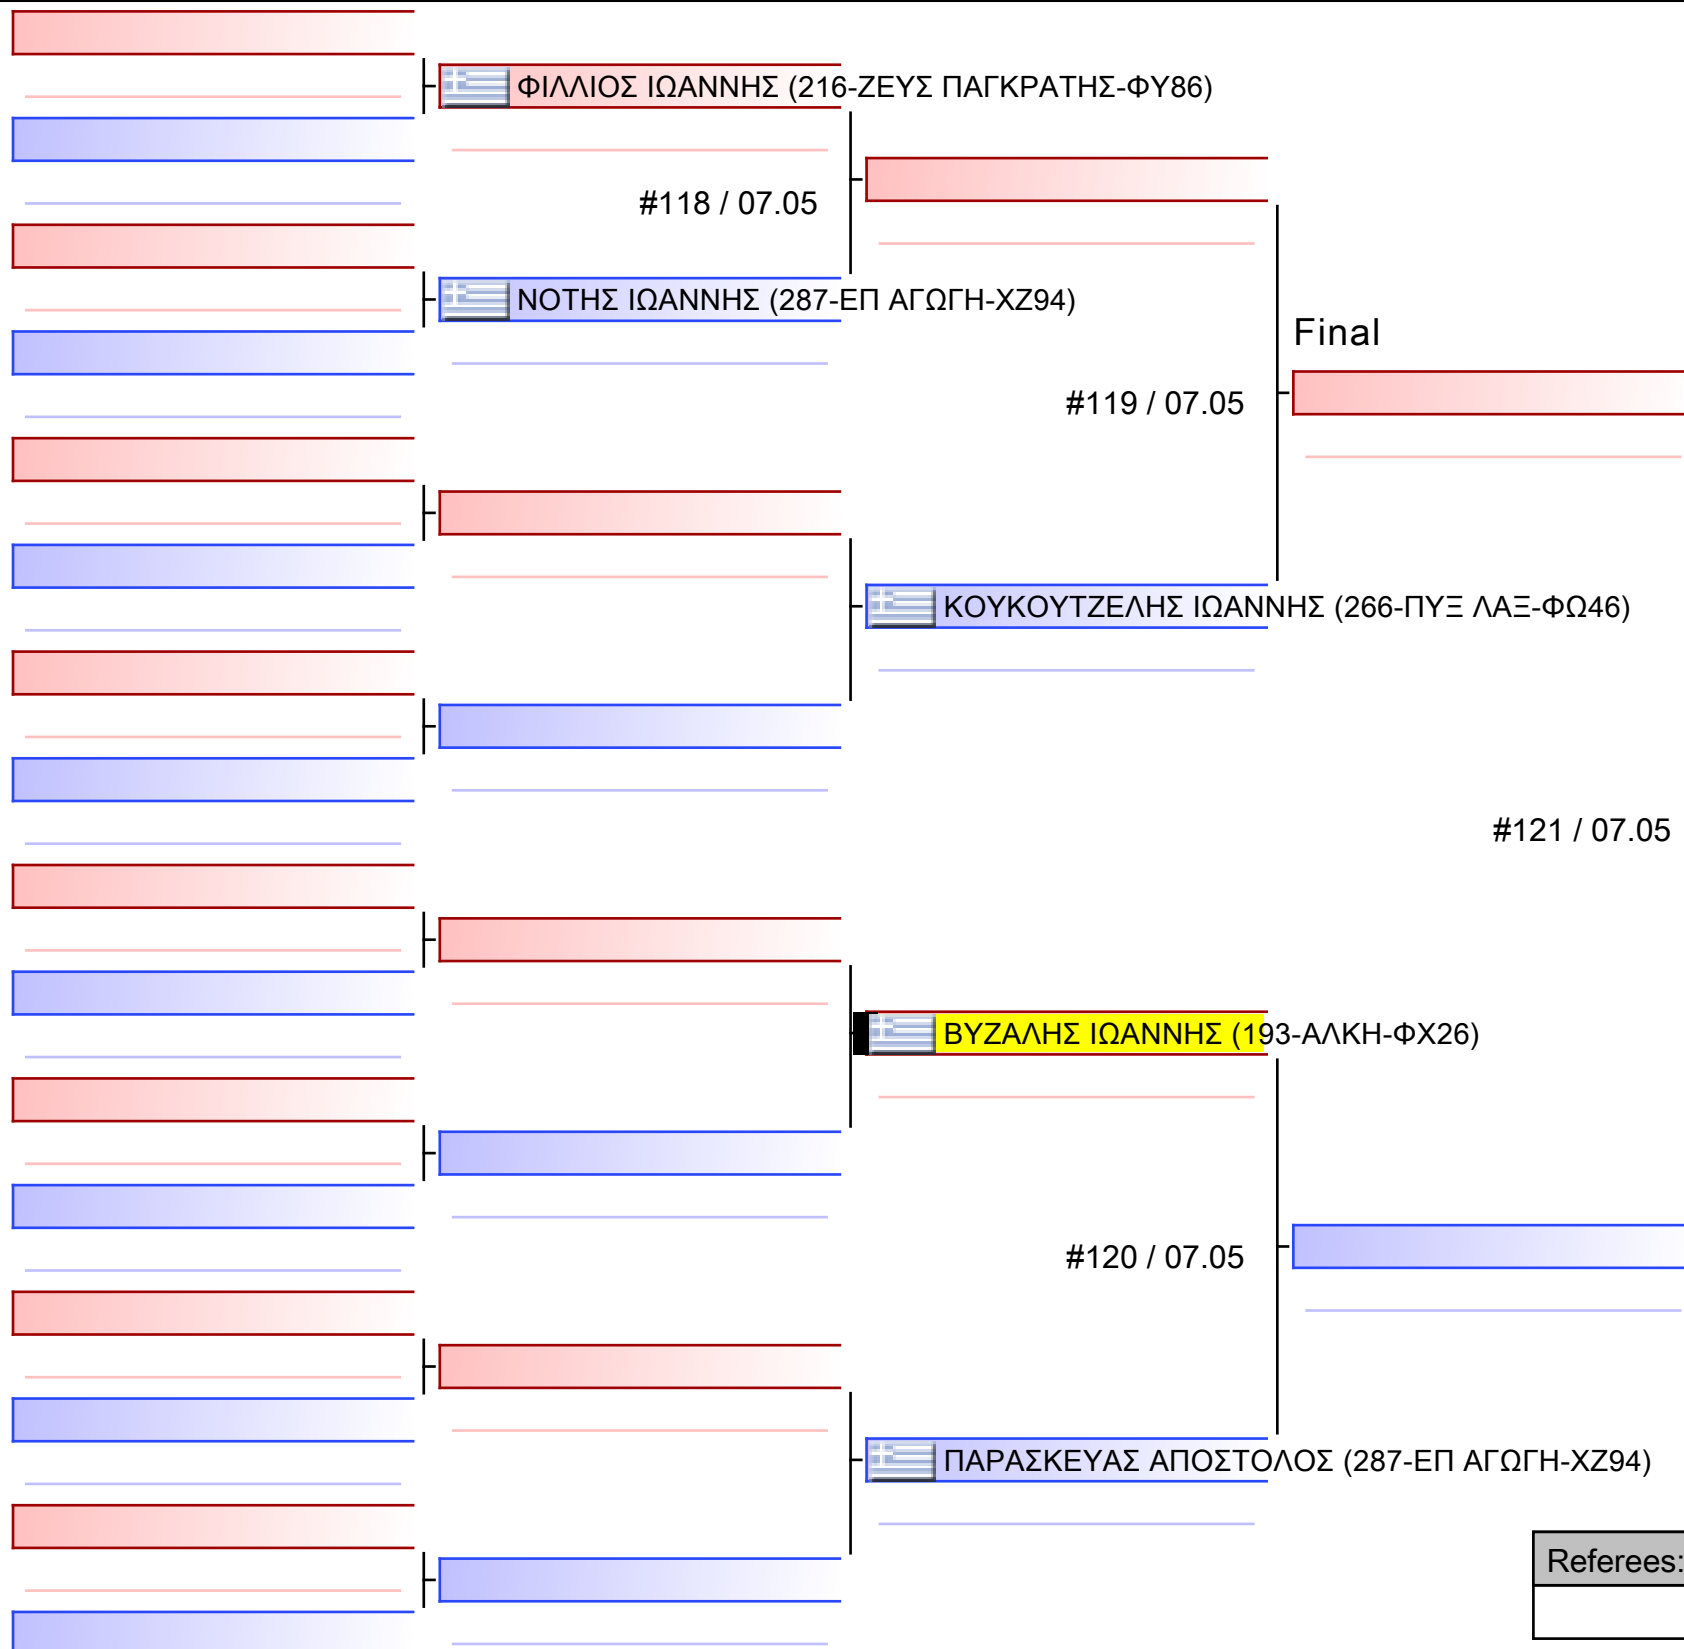 ΦΙΛΛΙΟΣ ΙΩΑΝΝΗΣ (216-ΖΕΥΣ ΠΑΓΚΡΑΤΗΣ-ΦΥ86)
#118 / 07.05
ΝΟΤΗΣ ΙΩΑΝΝΗΣ (287-ΕΠ ΑΓΩΓΗ-ΧΖ94)
Final
#119 / 07.05
ΚΟΥΚΟΥΤΖΕΛΗΣ ΙΩΑΝΝΗΣ (266-ΠΥΞ ΛΑΞ-ΦΩ46)
#121 / 07.05
ΒΥΖΑΛΗΣ ΙΩΑΝΝΗΣ (193-ΑΛΚΗ-ΦΧ26)
#120 / 07.05
ΠΑΡΑΣΚΕΥΑΣ ΑΠΟΣΤΟΛΟΣ (287-ΕΠ ΑΓΩΓΗ-ΧΖ94)
Referees: